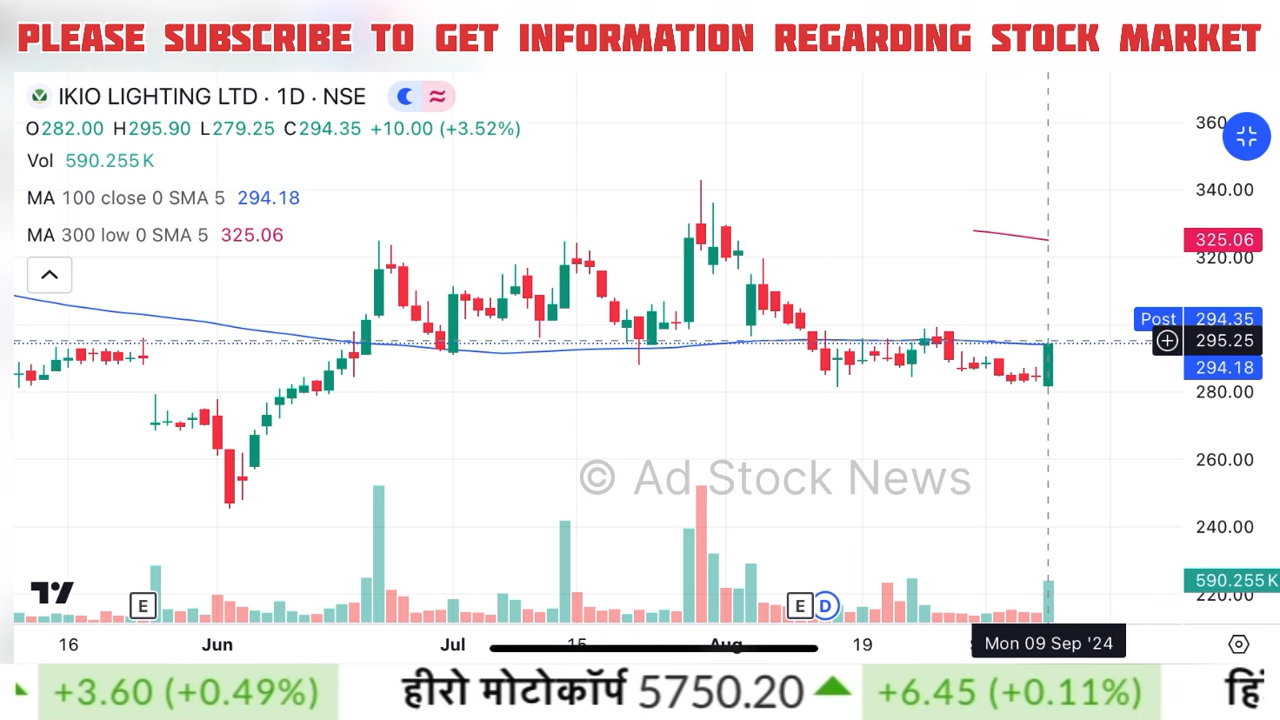 PLEASE SUBSCRIBE TO GET INFORMATION REGARDING STOCK MARKET
IKIO LIGHTING LTD · 1D · NSE
O282.00 H295.90 L279.25 C294.35 +10.00 (+3.52%)
Vol 590.255K
MA 100 close 0 SMA 5 294.18
MA 300 low 0 SMA 5 325.06
360
340.00
325.06
320.00
Post 294.35
295.25
294.18
280.00
260.00
© Ad Stock News
240.00
590.255K
220.00
E E D
16 Jun Jul 15 Aug 19 Mon 09 Sep '24
+3.60 (+0.49%) हीरो मोटोकॉर्प 5750.20 +6.45 (+0.11%)